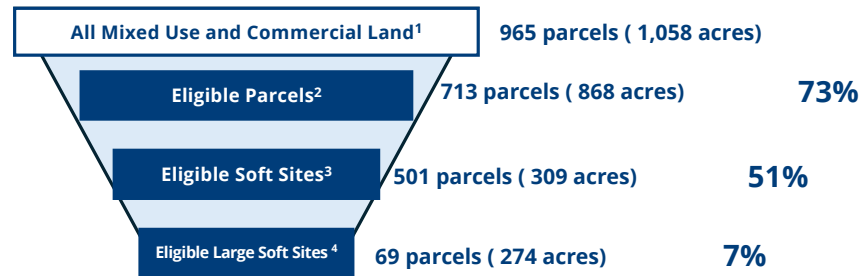 All Mixed Use and Commercial Land¹ 965 parcels ( 1,058 acres)
Eligible Parcels² 713 parcels ( 868 acres) 73%
Eligible Soft Sites³ 501 parcels ( 309 acres) 51%
Eligible Large Soft Sites ⁴ 69 parcels ( 274 acres) 7%